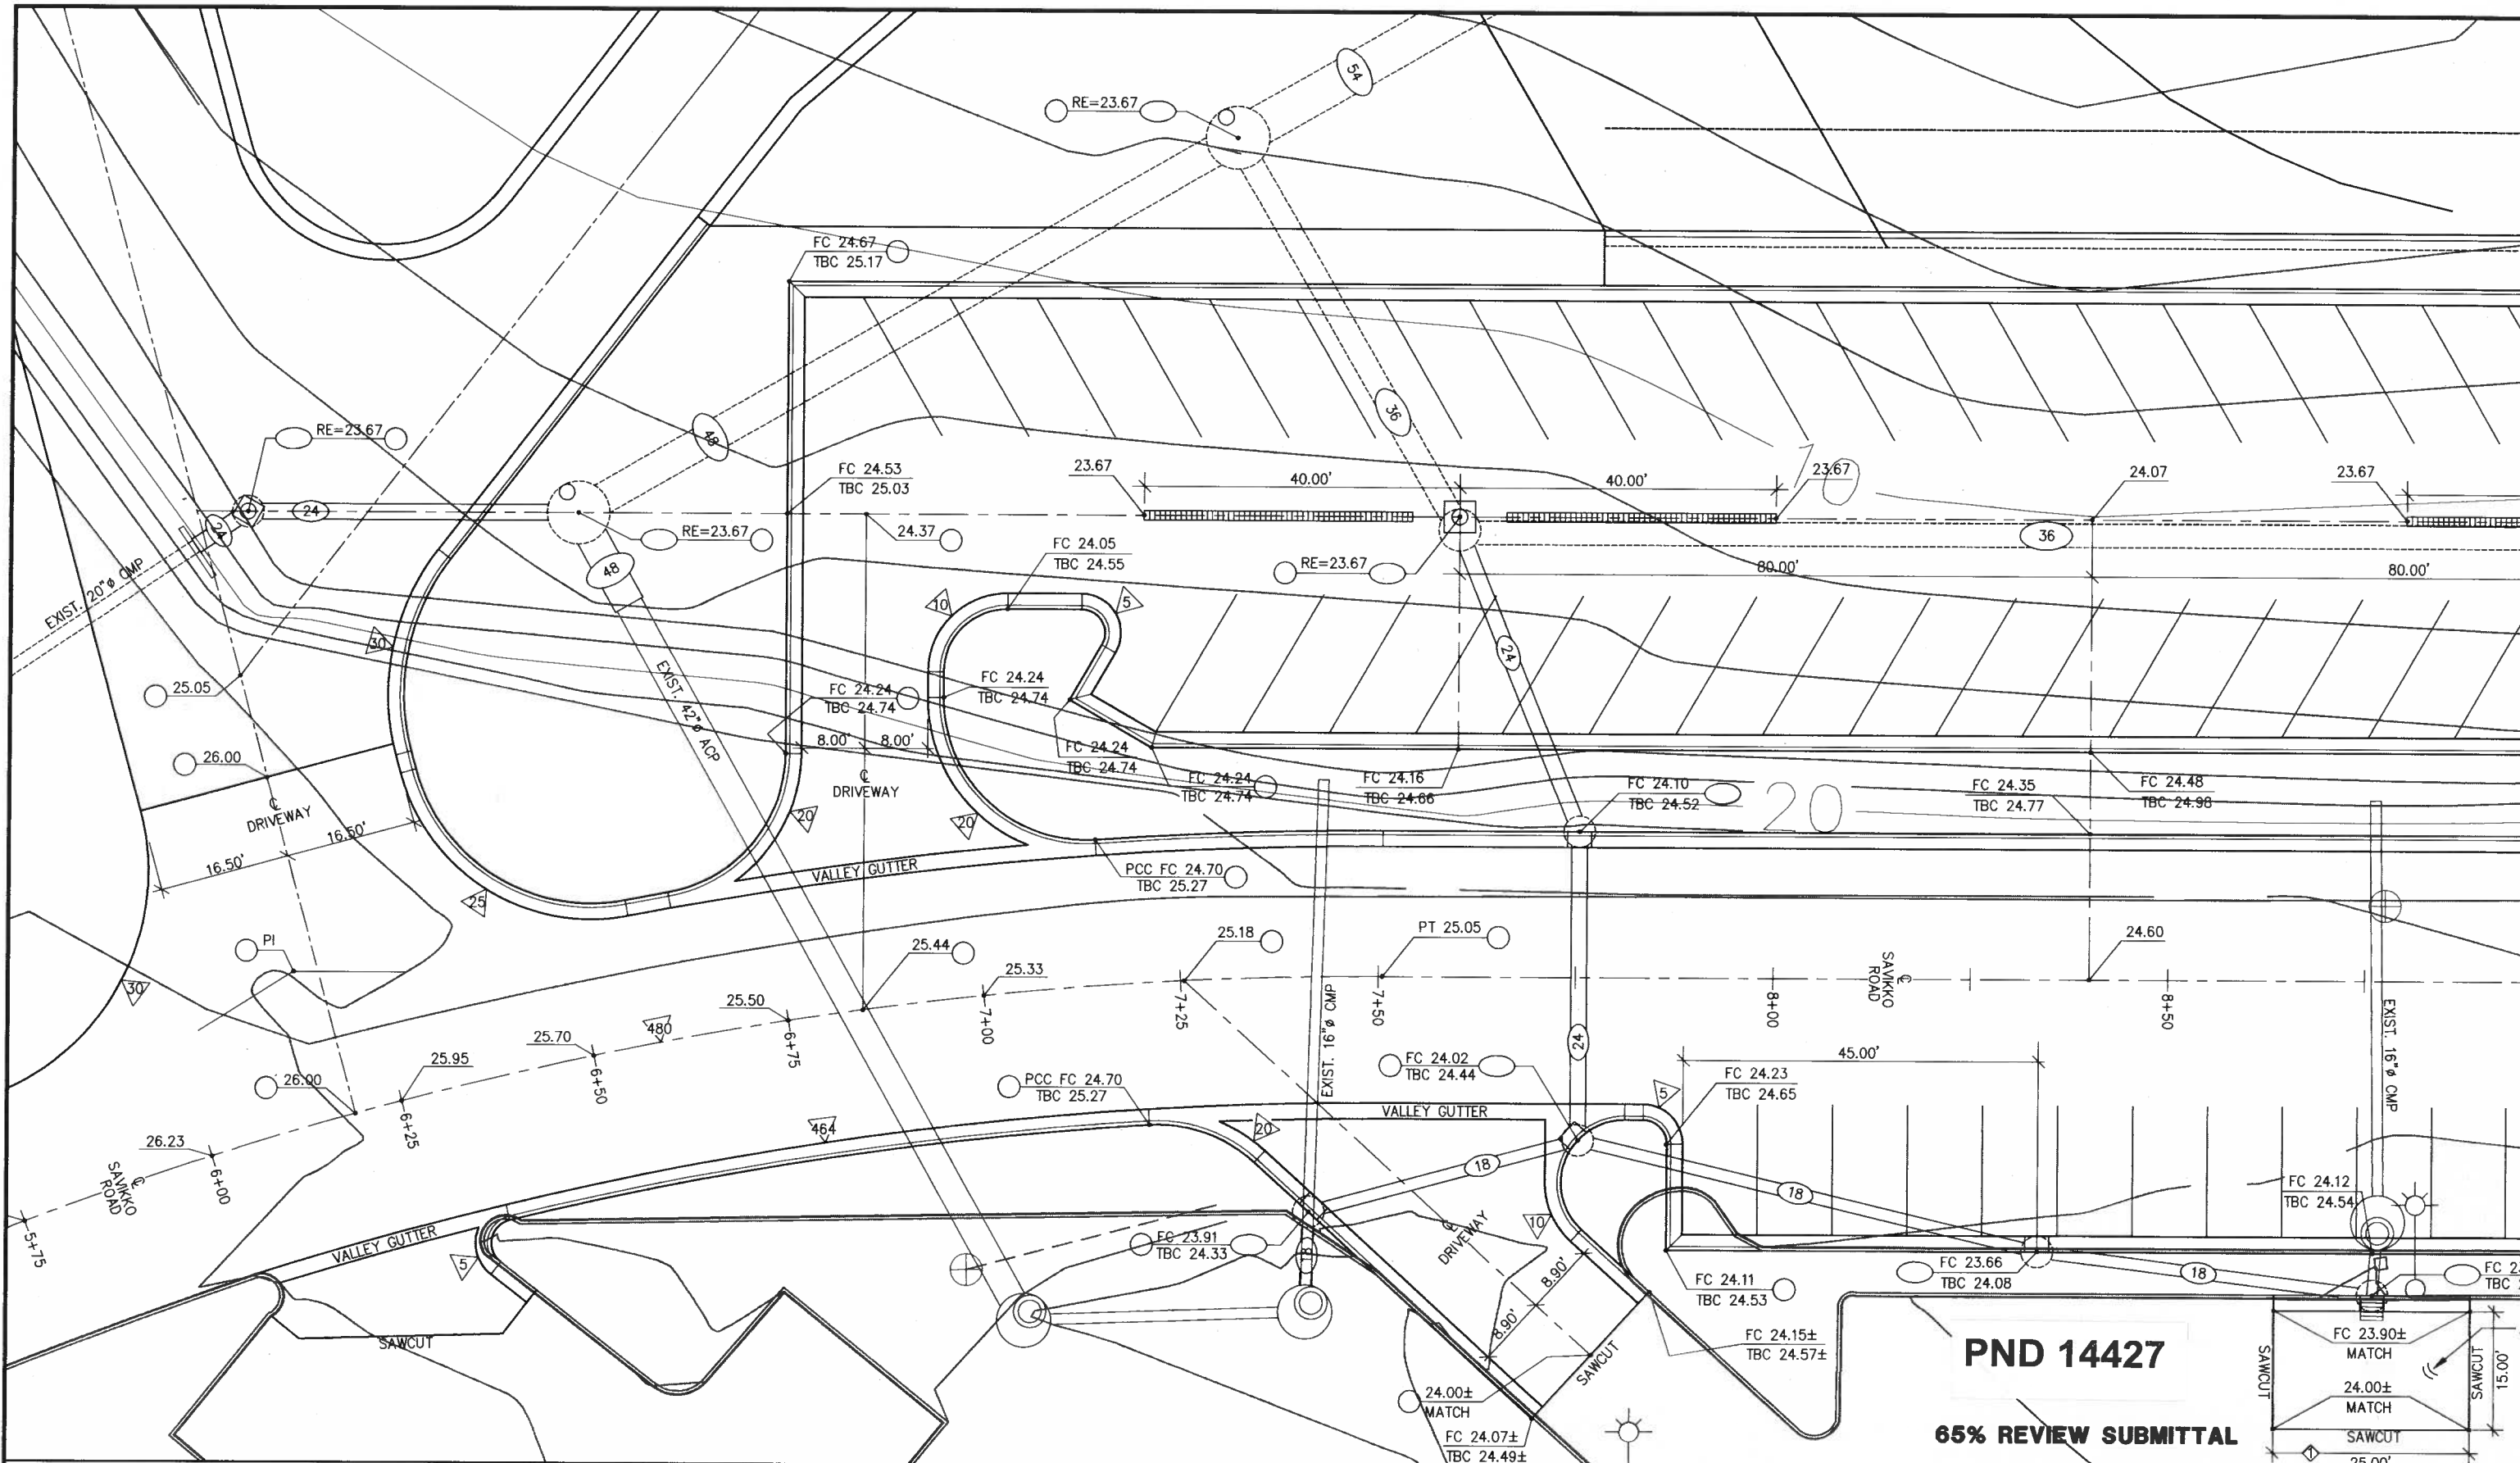 54
RE=23.67
FC 24.67
TBC 25.17
36
48
RE=23.67
24
24
EXIST. 20"ø CMP
RE=23.67
48
FC 24.53
TBC 25.03
24.37
23.67
40.00'
40.00'
23.67
10
24.07
23.67
RE=23.67
36
80.00'
80.00'
FC 24.05
TBC 24.55
10
5
30
24
25.05
EXIST. 42"ø ACP
FC 24.24
TBC 24.74
FC 24.24
TBC 24.74
8.00'
8.00'
FC 24.24
TBC 24.74
26.00
℄
DRIVEWAY
℄
DRIVEWAY
16.50'
16.50'
20
20
FC 24.24
TBC 24.74
FC 24.16
TBC 24.66
FC 24.10
TBC 24.52
20
FC 24.35
TBC 24.77
FC 24.48
TBC 24.98
VALLEY GUTTER
PCC FC 24.70
TBC 25.27
25
PI
30
25.44
25.33
25.18
PT 25.05
24.60
℄
SAVIKKO
ROAD
7+00
7+25
7+50
8+00
8+50
25.50
480
6+75
25.70
6+50
25.95
6+25
26.00
26.23
6+00
℄
SAVIKKO
ROAD
5+75
EXIST. 16"ø CMP
EXIST. 16"ø CMP
24
FC 24.02
TBC 24.44
45.00'
FC 24.23
TBC 24.65
5
PCC FC 24.70
TBC 25.27
464
VALLEY GUTTER
20
18
18
18
18
VALLEY GUTTER
5
SAWCUT
FC 23.91
TBC 24.33
℄
DRIVEWAY
10
8.90'
8.90'
SAWCUT
24.00±
MATCH
FC 24.07±
TBC 24.49±
FC 24.11
TBC 24.53
FC 24.15±
TBC 24.57±
FC 23.66
TBC 24.08
FC 24.12
TBC 24.54
TBC
PND 14427
65% REVIEW SUBMITTAL
SAWCUT
FC 23.90±
MATCH
24.00±
MATCH
SAWCUT
SAWCUT
15.00'
1
25.00'